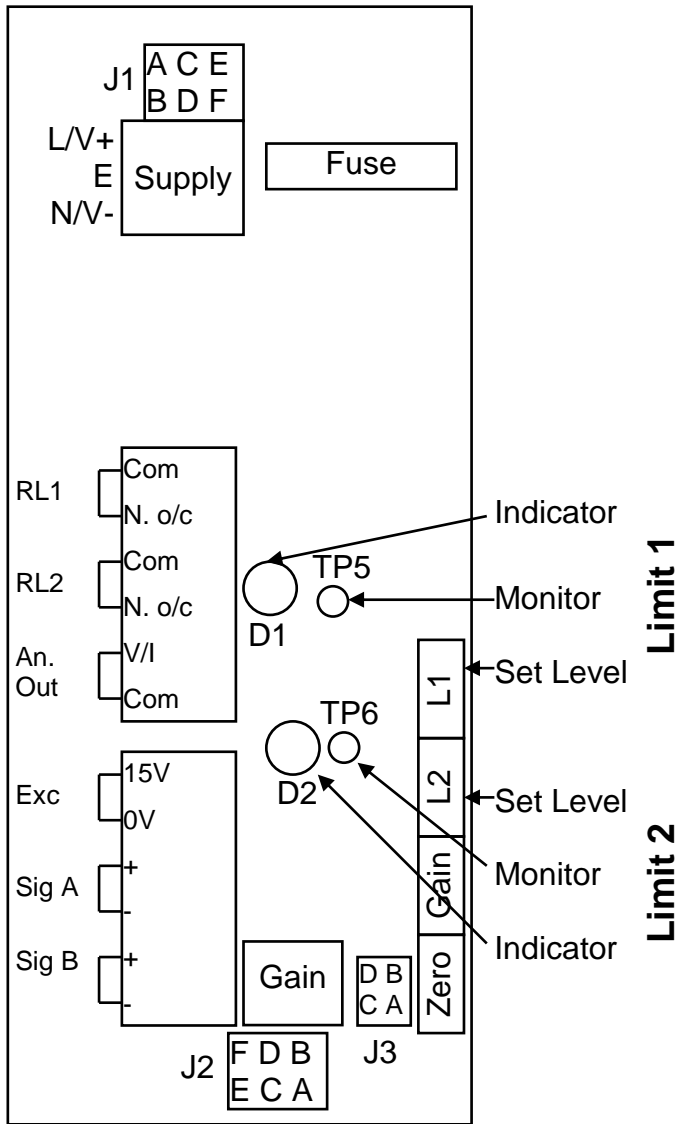 J1
A C E
B D F
L/V+
E
N/V-
Supply
Fuse
RL1
Com
N. o/c
RL2
Com
N. o/c
An.
Out
V/I
Com
Indicator
TP5
D1
Monitor
Limit 1
L1
Set Level
TP6
D2
L2
Set Level
Limit 2
Exc
15V
0V
Sig A
+
-
Sig B
+
-
Gain
Monitor
Indicator
Zero
Gain
D B
C A
J3
J2
F D B
E C A